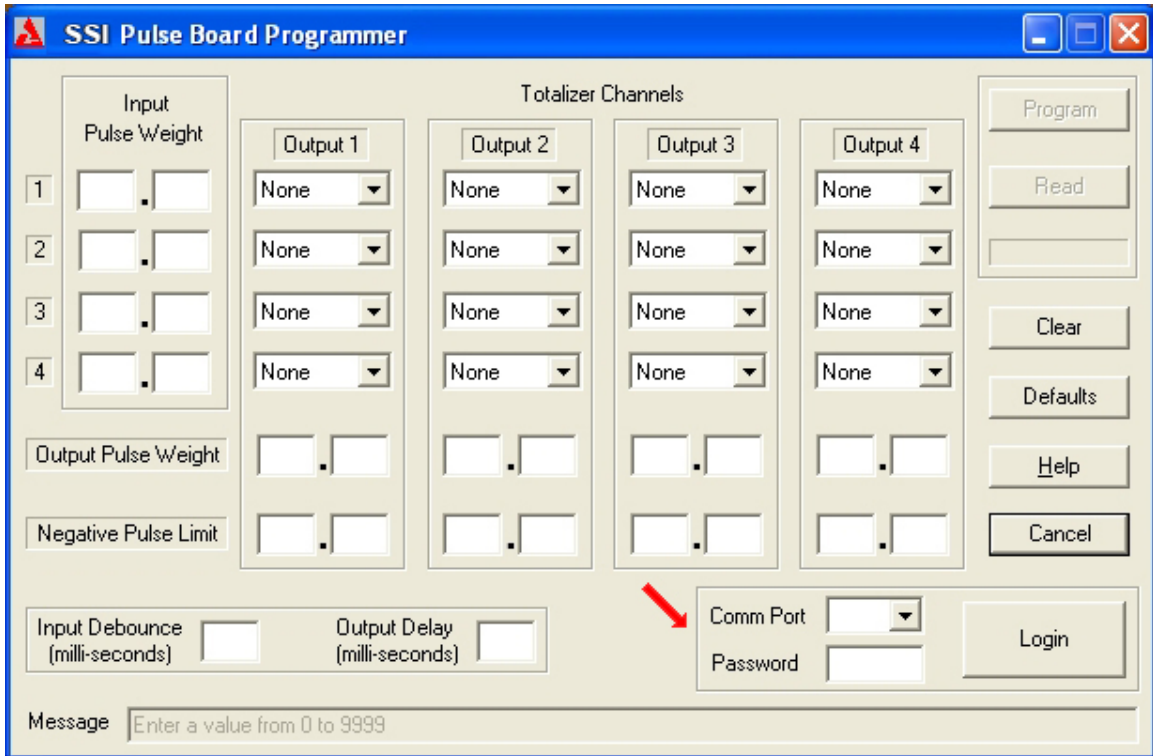 SSI Pulse Board Programmer
Input
Pulse Weight
Totalizer Channels
Output 1 Output 2 Output 3 Output 4
Program
1 . None None None None
Read
2 . None None None None
3 . None None None None
Clear
4 . None None None None
Defaults
Output Pulse Weight . . . .
Help
Negative Pulse Limit . . . .
Cancel
Input Debounce
(milli-seconds)
Output Delay
(milli-seconds)
Comm Port
Password
Login
Message Enter a value from 0 to 9999